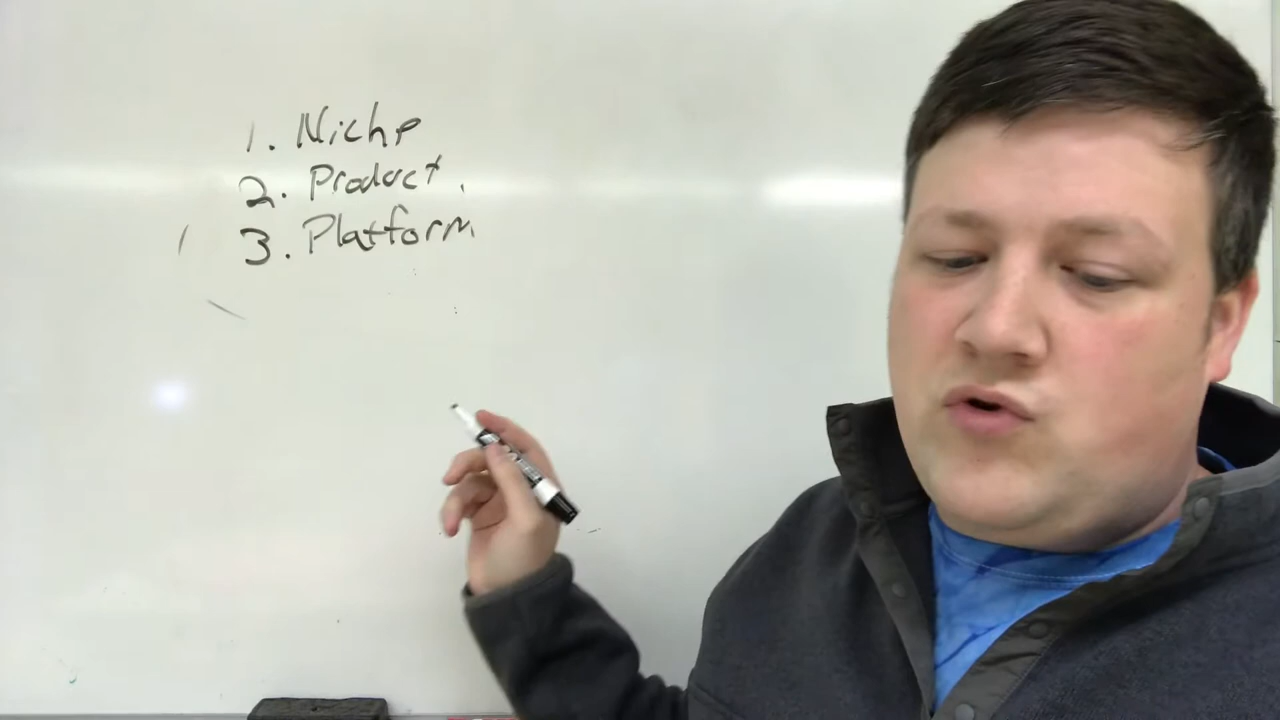 1. Niche
2. Product
3. Platform